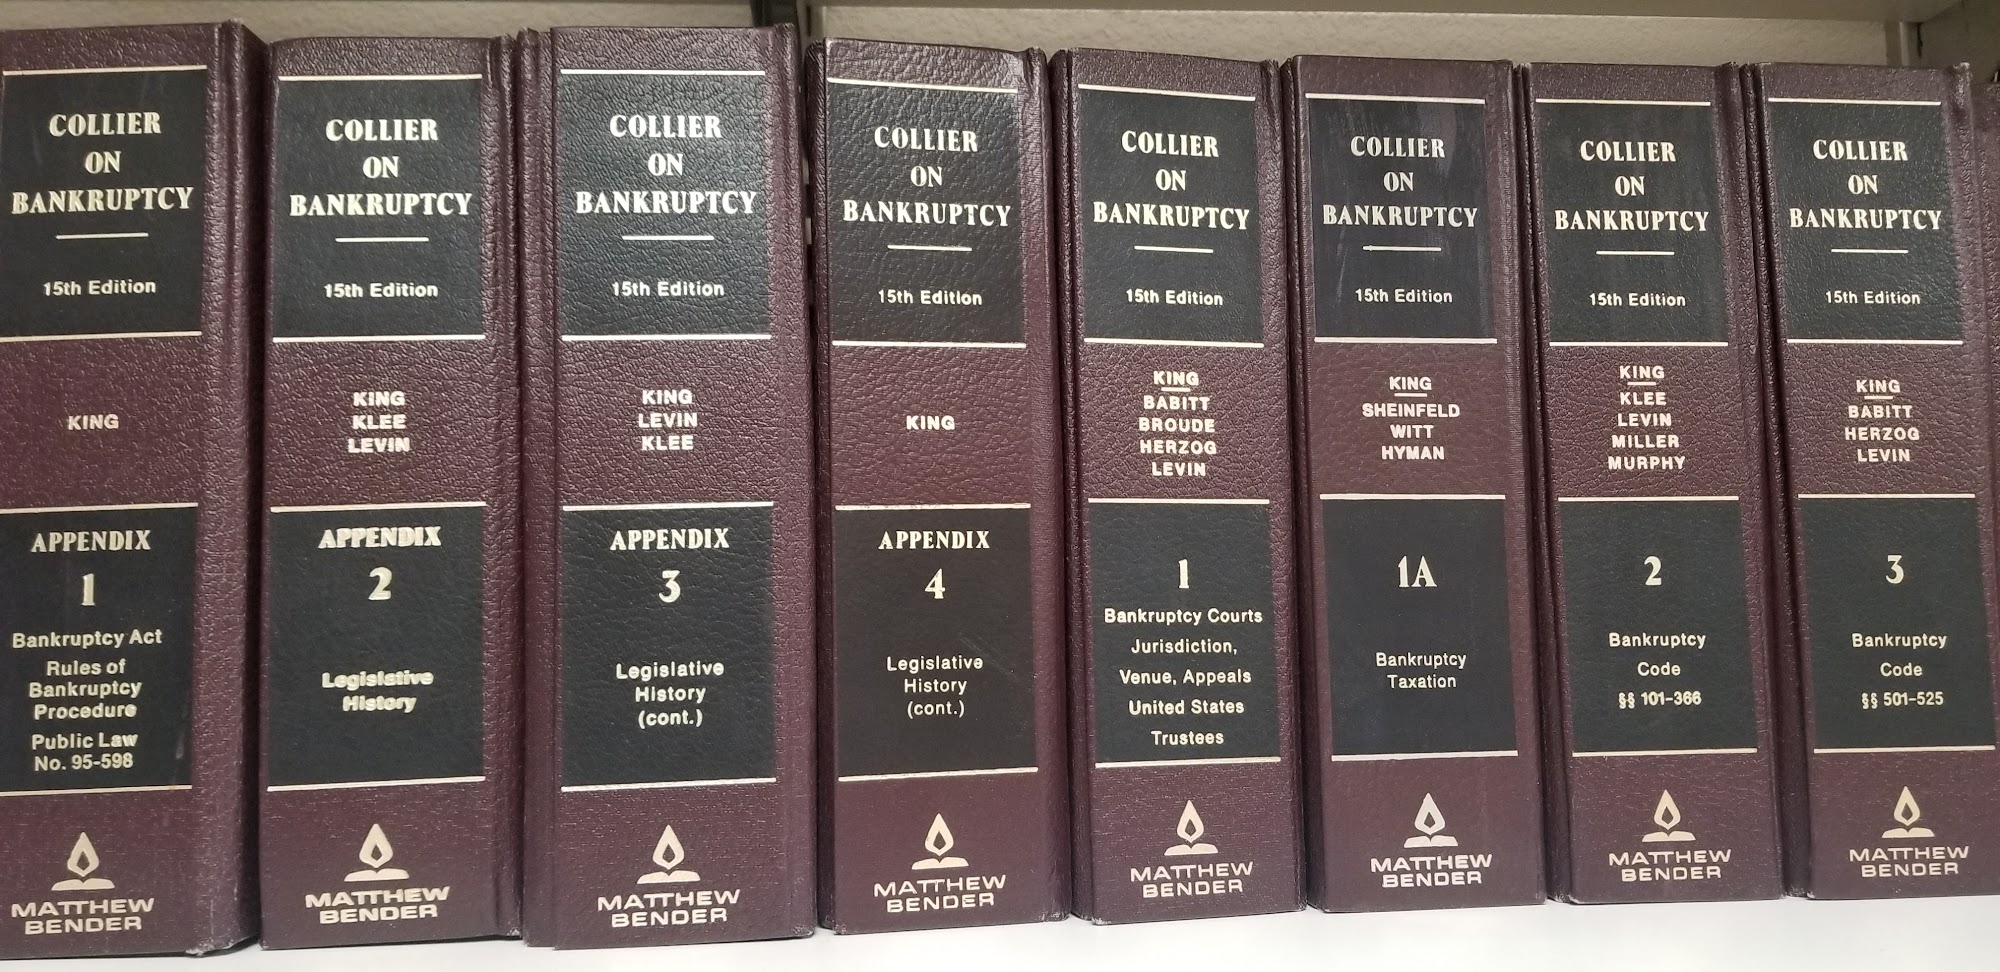 COLLIER
ON
BANKRUPTCY
15th Edition
KING
APPENDIX
1
Bankruptcy Act
Rules of
Bankruptcy
Procedure
Public Law
No. 95-598
MATTHEW
BENDER
COLLIER
ON
BANKRUPTCY
15th Edition
KING
KLEE
LEVIN
APPENDIX
2
Legislative
History
MATTHEW
BENDER
COLLIER
ON
BANKRUPTCY
15th Edition
KING
LEVIN
KLEE
APPENDIX
3
Legislative
History
(cont.)
MATTHEW
BENDER
COLLIER
ON
BANKRUPTCY
15th Edition
KING
APPENDIX
4
Legislative
History
(cont.)
MATTHEW
BENDER
COLLIER
ON
BANKRUPTCY
15th Edition
KING
BABITT
BROUDE
HERZOG
LEVIN
1
Bankruptcy Courts
Jurisdiction,
Venue, Appeals
United States
Trustees
MATTHEW
BENDER
COLLIER
ON
BANKRUPTCY
15th Edition
KING
SHEINFELD
WITT
HYMAN
1A
Bankruptcy
Taxation
MATTHEW
BENDER
COLLIER
ON
BANKRUPTCY
15th Edition
KING
KLEE
LEVIN
MILLER
MURPHY
2
Bankruptcy
Code
§§ 101-366
MATTHEW
BENDER
COLLIER
ON
BANKRUPTCY
15th Edition
KING
BABITT
HERZOG
LEVIN
3
Bankruptcy
Code
§§ 501-525
MATTHEW
BENDER